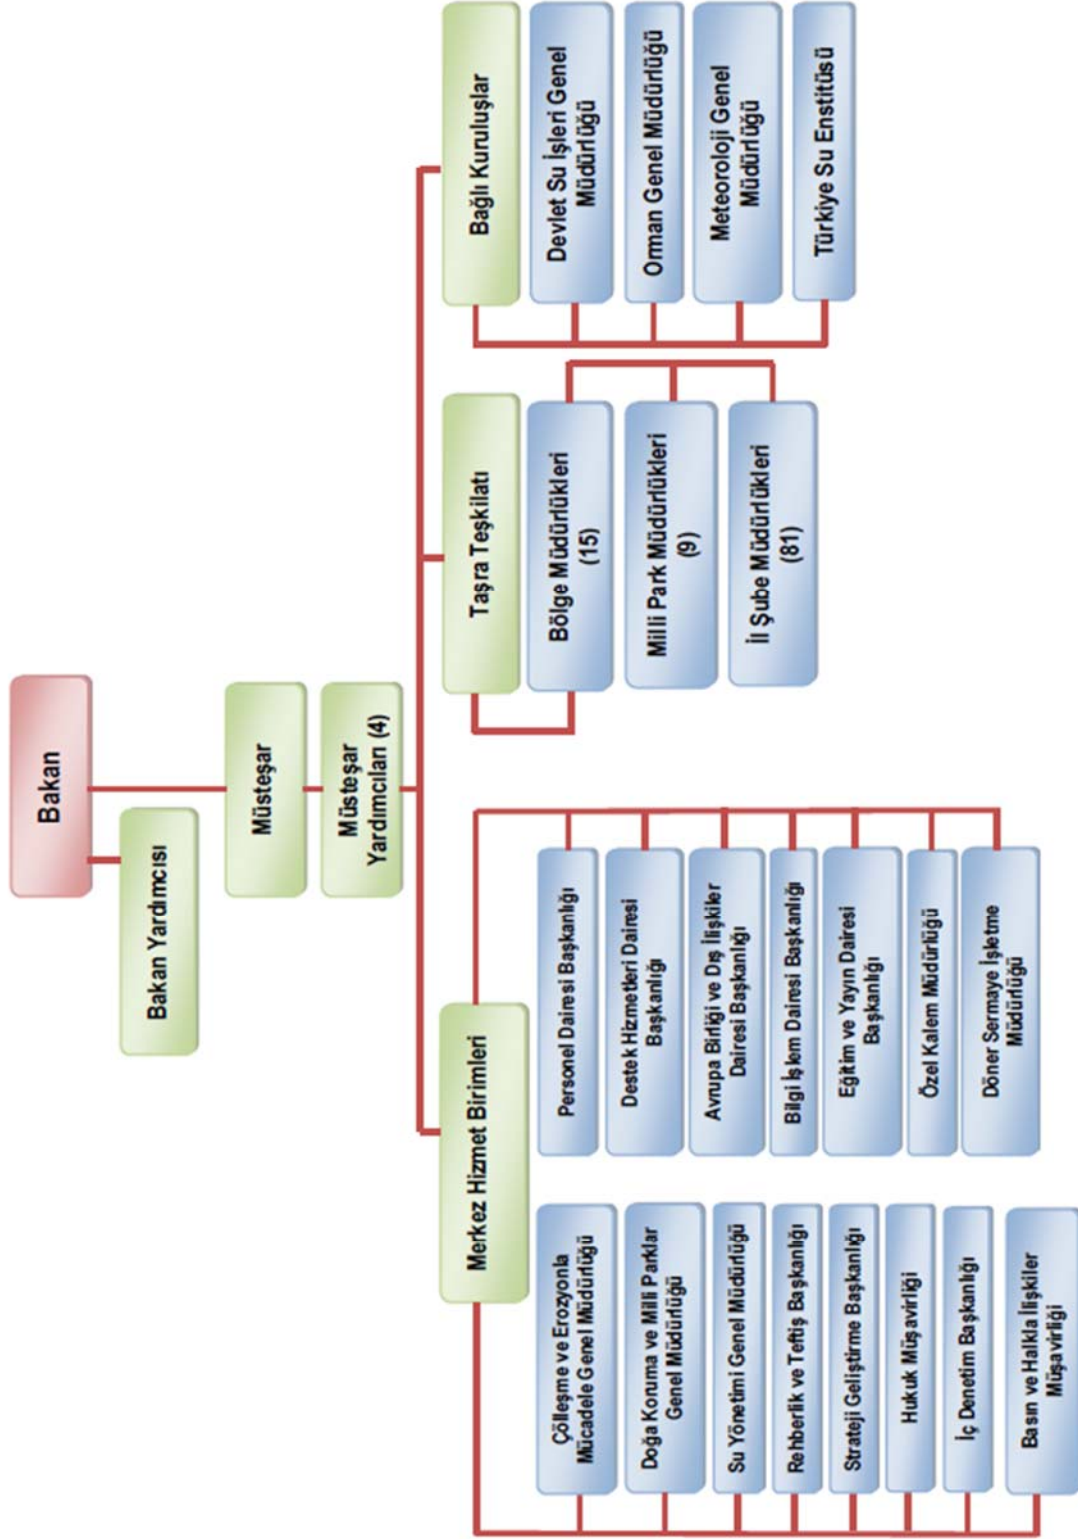 Bakan
Bakan Yardımcısı
Müsteşar
Müsteşar
Yardımcıları (4)
Merkez Hizmet Birimleri
Çölleşme ve Erozyonla
Mücadele Genel Müdürlüğü
Doğa Koruma ve Milli Parklar
Genel Müdürlüğü
Su Yönetimi Genel Müdürlüğü
Rehberlik ve Teftiş Başkanlığı
Strateji Geliştirme Başkanlığı
Hukuk Müşavirliği
İç Denetim Başkanlığı
Basın ve Halkla İlişkiler
Müşavirliği
Personel Dairesi Başkanlığı
Destek Hizmetleri Dairesi
Başkanlığı
Avrupa Birliği ve Dış İlişkiler
Dairesi Başkanlığı
Bilgi İşlem Dairesi Başkanlığı
Eğitim ve Yayın Dairesi
Başkanlığı
Özel Kalem Müdürlüğü
Döner Sermaye İşletme
Müdürlüğü
Taşra Teşkilatı
Bölge Müdürlükleri
(15)
Milli Park Müdürlükleri
(9)
İl Şube Müdürlükleri
(81)
Bağlı Kuruluşlar
Devlet Su İşleri Genel
Müdürlüğü
Orman Genel Müdürlüğü
Meteoroloji Genel
Müdürlüğü
Türkiye Su Enstitüsü